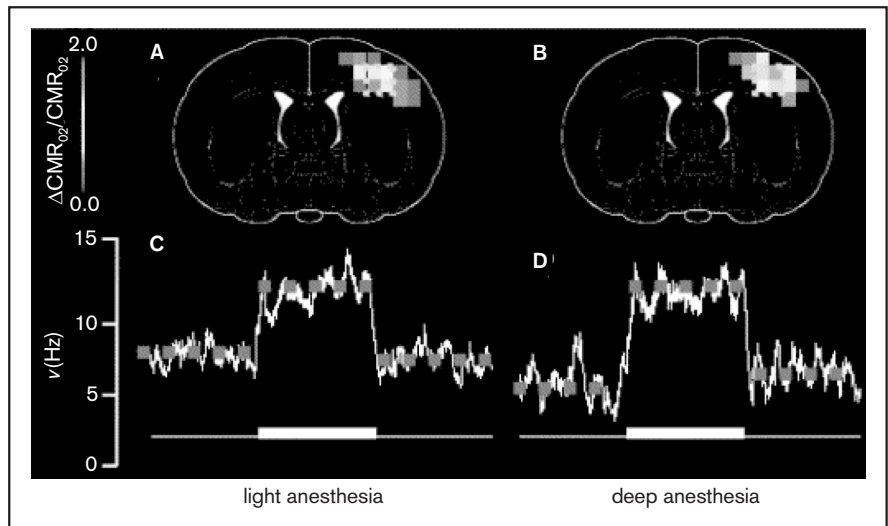 2.0
ΔCMR02/CMR02
0.0
A
B
15
10
5
0
ν(Hz)
C
D
light anesthesia
deep anesthesia